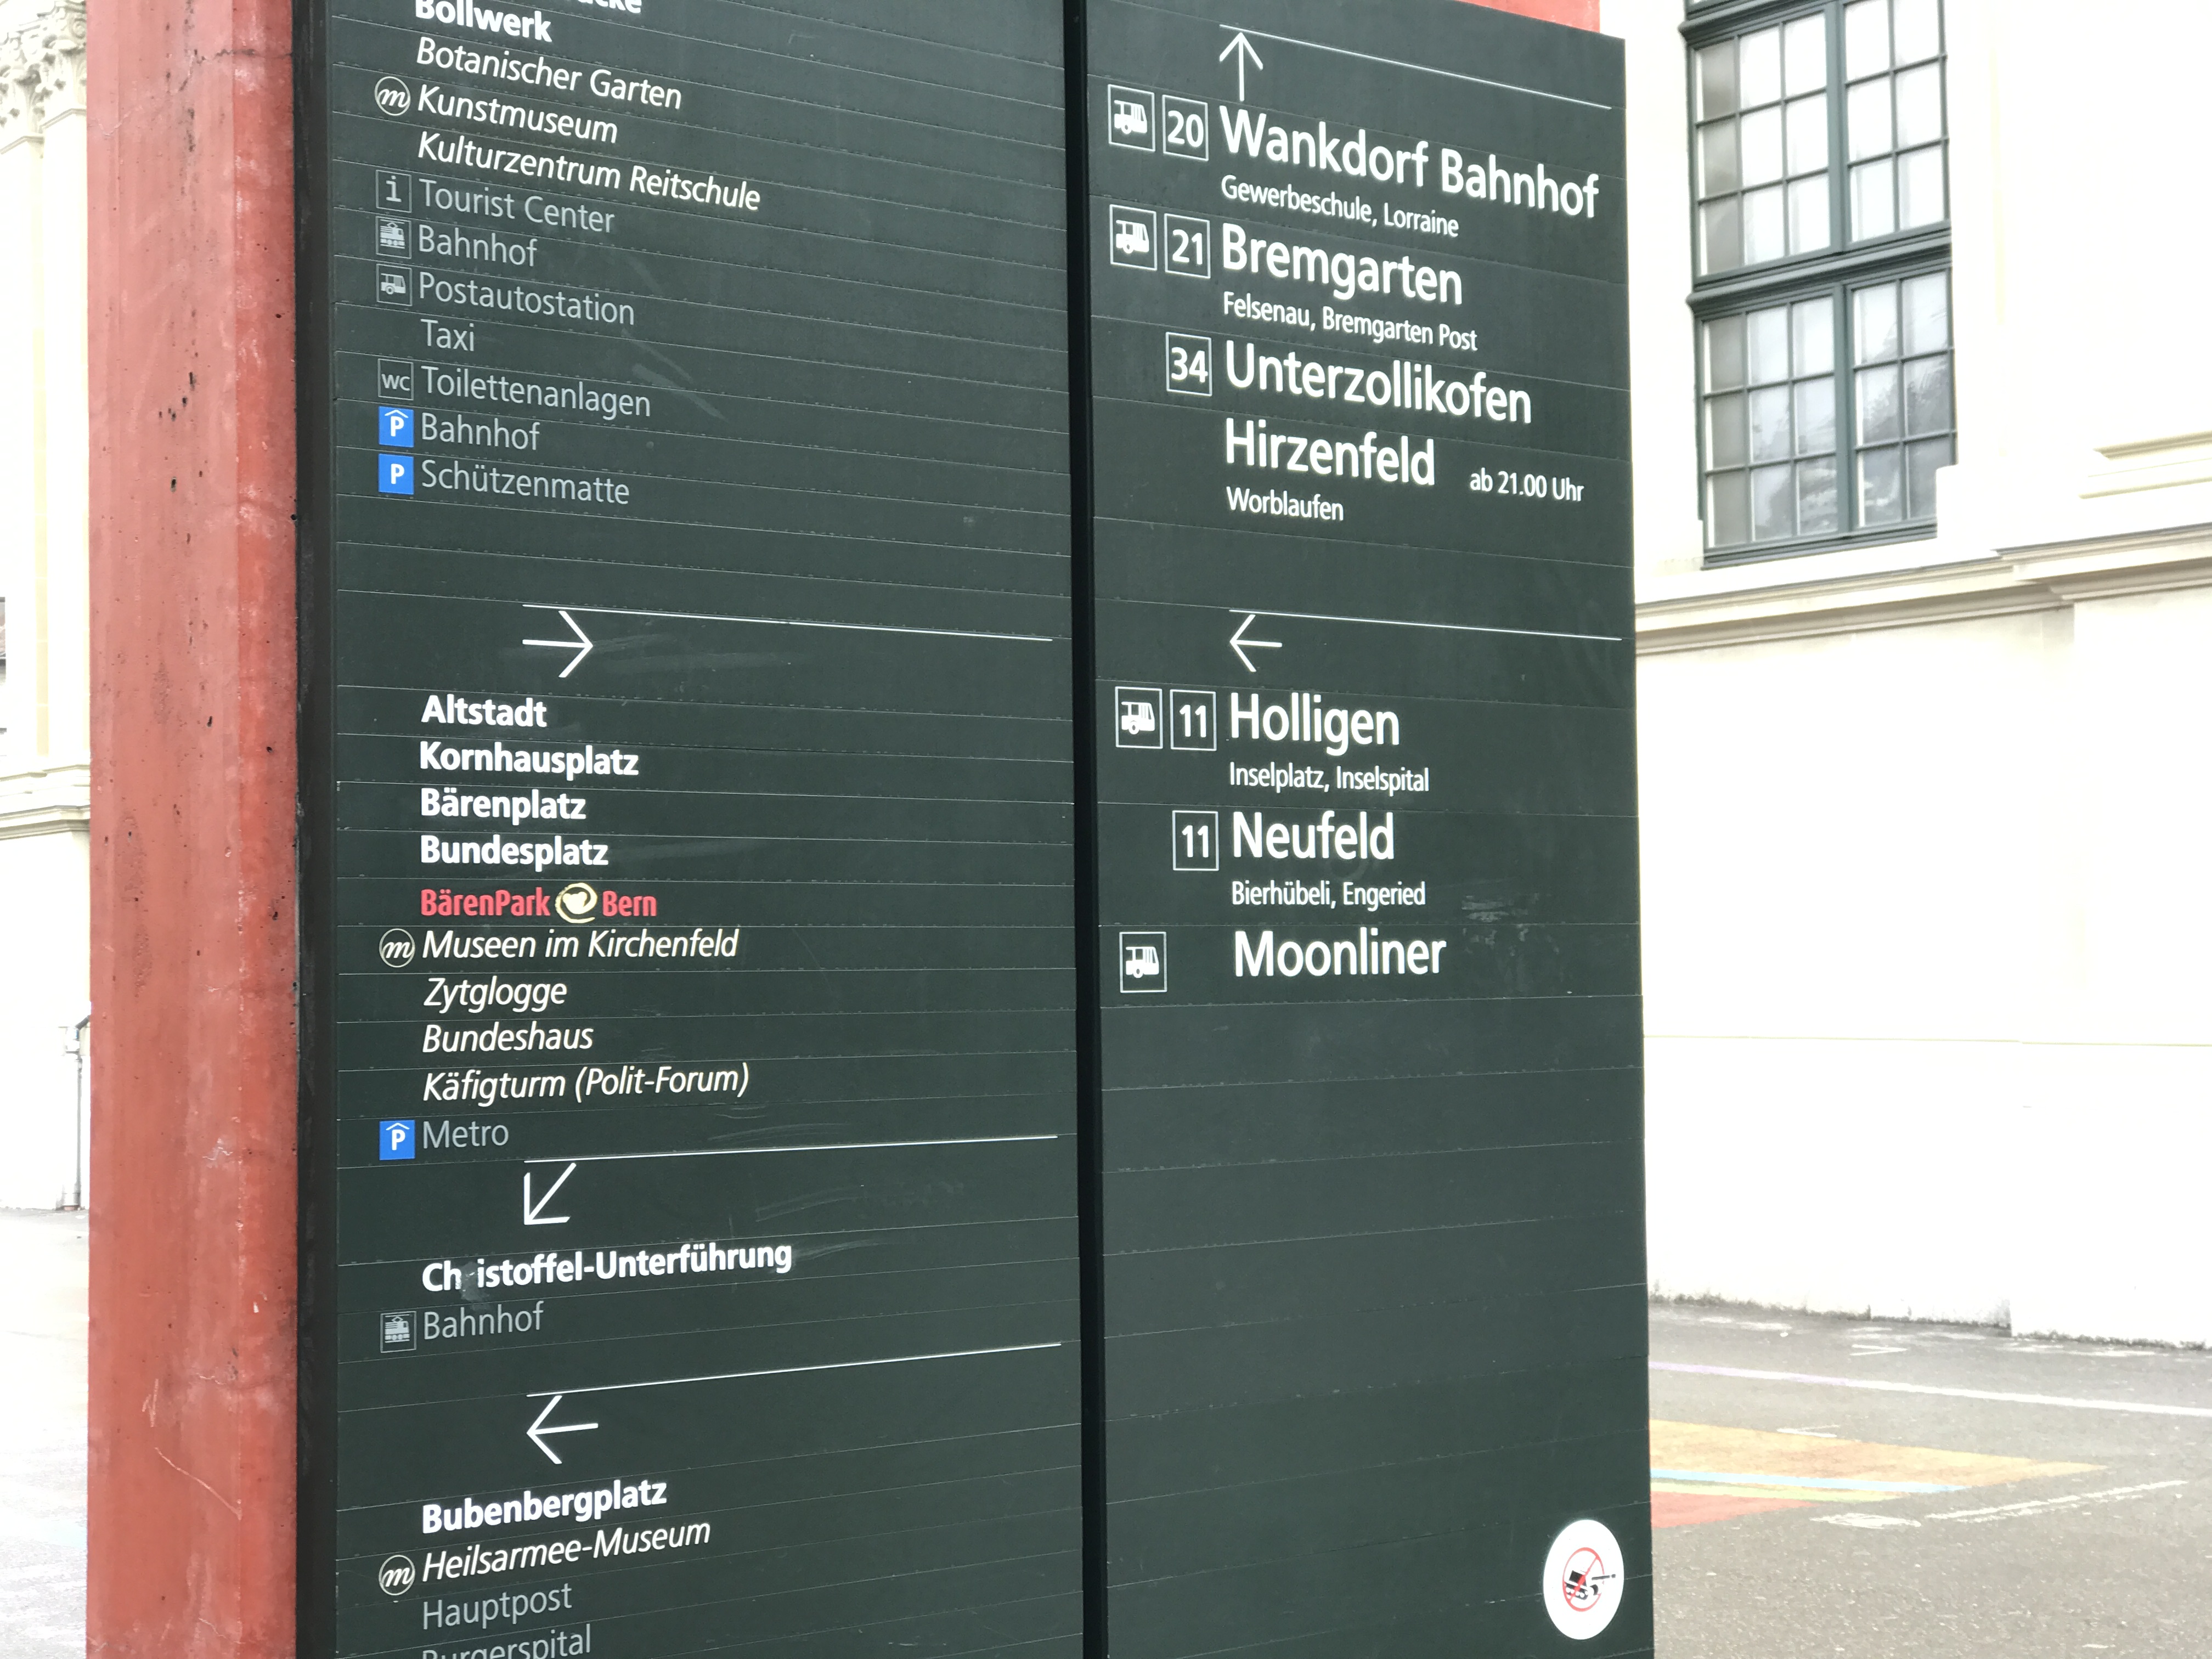 Bollwerk
Botanischer Garten
m Kunstmuseum
Kulturzentrum Reitschule
i Tourist Center
Bahnhof
Postautostation
Taxi
WC Toilettenanlagen
P Bahnhof
P Schützenmatte
Altstadt
Kornhausplatz
Bärenplatz
Bundesplatz
BärenPark Bern
m Museen im Kirchenfeld
Zytglogge
Bundeshaus
Käfigturm (Polit-Forum)
P Metro
Ch istoffel-Unterführung
Bahnhof
Bubenbergplatz
m Heilsarmee-Museum
Hauptpost
Burgerspital
20 Wankdorf Bahnhof
Gewerbeschule, Lorraine
21 Bremgarten
Felsenau, Bremgarten Post
34 Unterzollikofen
Hirzenfeld ab 21.00 Uhr
Worblaufen
11 Holligen
Inselplatz, Inselspital
11 Neufeld
Bierhübeli, Engeried
Moonliner